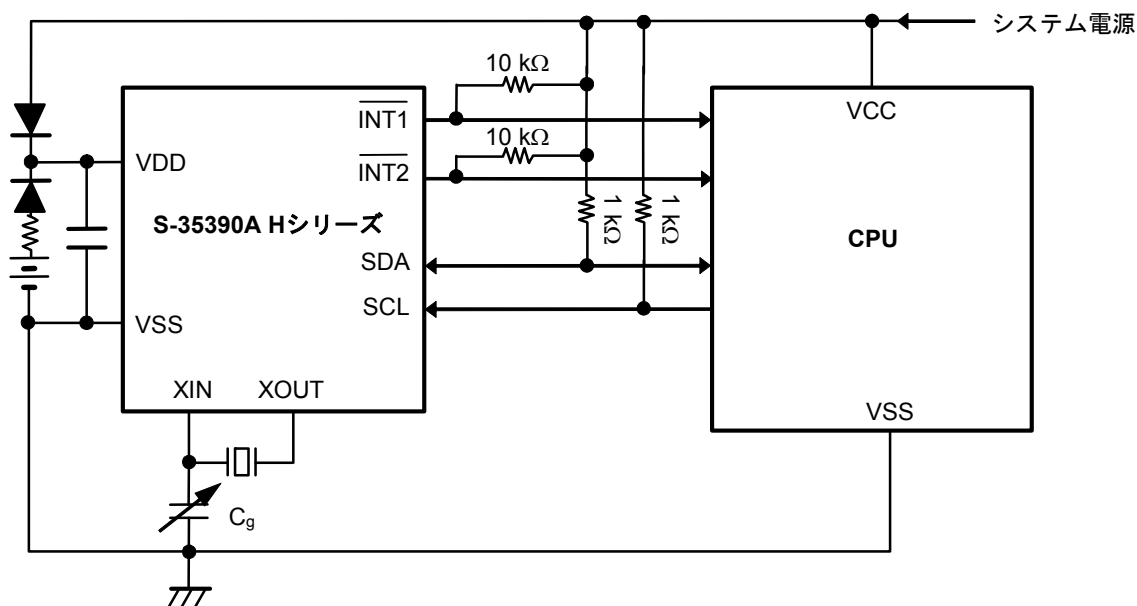 システム電源
10 kΩ
INT1
VCC
10 kΩ
VDD
INT2
S-35390A Hシリーズ
1 kΩ
1 kΩ
CPU
SDA
SCL
VSS
XIN
XOUT
VSS
Cg